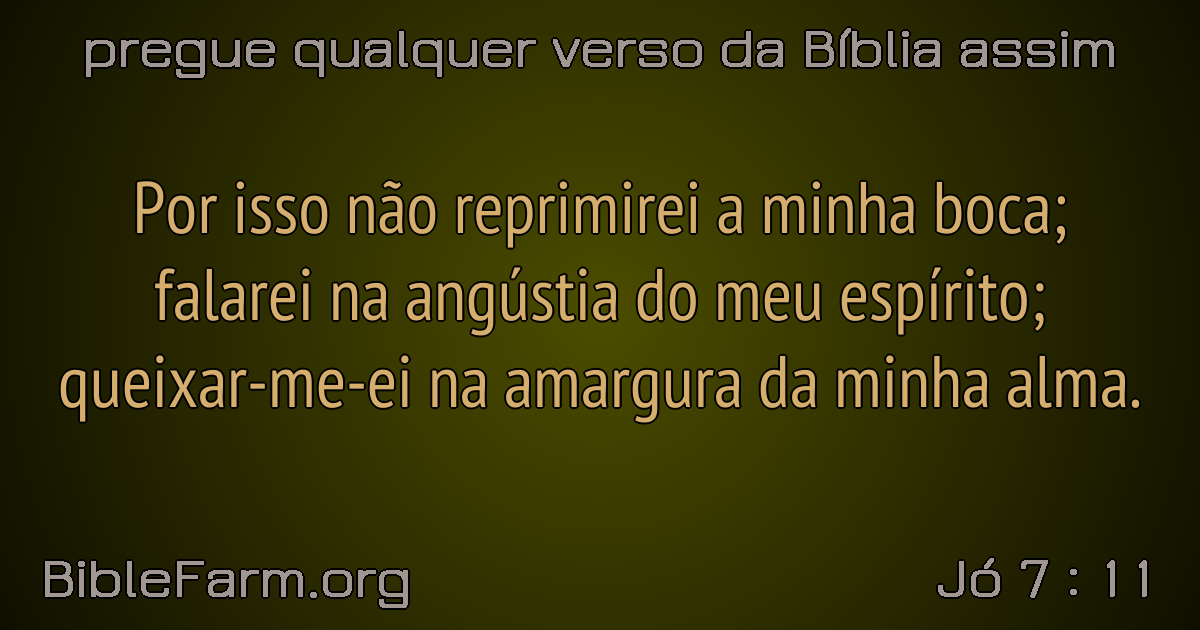 pregue qualquer verso da Bíblia assim
Por isso não reprimirei a minha boca;
falarei na angústia do meu espírito;
queixar-me-ei na amargura da minha alma.
BibleFarm.org
Jó 7 : 11